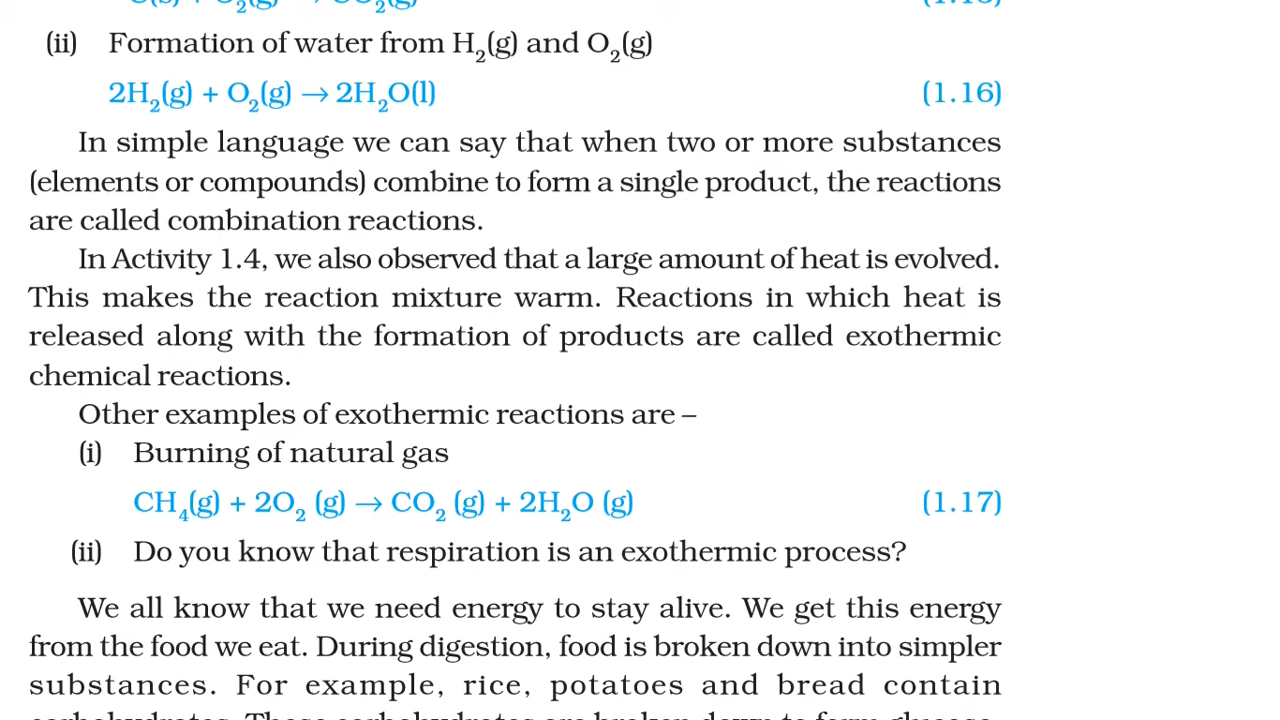 (ii) Formation of water from H₂(g) and O₂(g)
2H₂(g) + O₂(g) → 2H₂O(l) (1.16)
In simple language we can say that when two or more substances
(elements or compounds) combine to form a single product, the reactions
are called combination reactions.
In Activity 1.4, we also observed that a large amount of heat is evolved.
This makes the reaction mixture warm. Reactions in which heat is
released along with the formation of products are called exothermic
chemical reactions.
Other examples of exothermic reactions are –
(i) Burning of natural gas
CH₄(g) + 2O₂ (g) → CO₂ (g) + 2H₂O (g) (1.17)
(ii) Do you know that respiration is an exothermic process?
We all know that we need energy to stay alive. We get this energy
from the food we eat. During digestion, food is broken down into simpler
substances. For example, rice, potatoes and bread contain